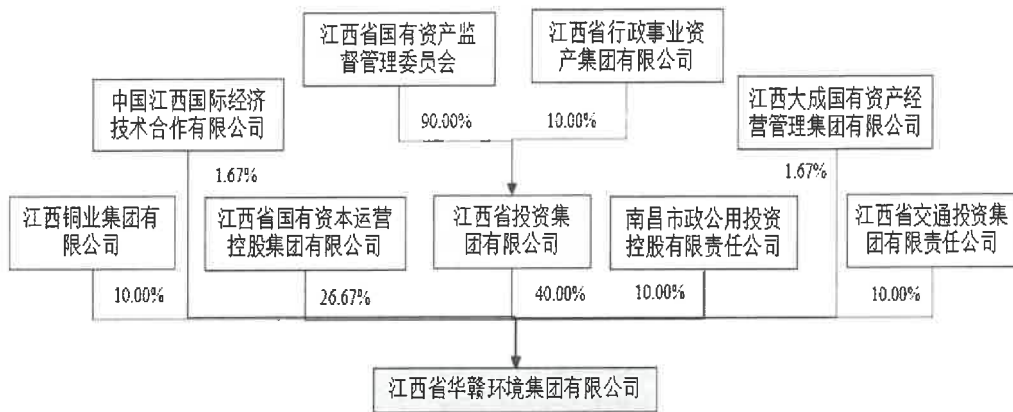 江西省国有资产监
督管理委员会
江西省行政事业资
产集团有限公司
中国江西国际经济
技术合作有限公司
江西大成国有资产经
营管理集团有限公司
90.00%
10.00%
1.67%
1.67%
江西铜业集团有
限公司
江西省国有资本运营
控股集团有限公司
江西省投资集
团有限公司
南昌市政公用投资
控股有限责任公司
江西省交通投资集
团有限责任公司
10.00%
26.67%
40.00%
10.00%
10.00%
江西省华赣环境集团有限公司